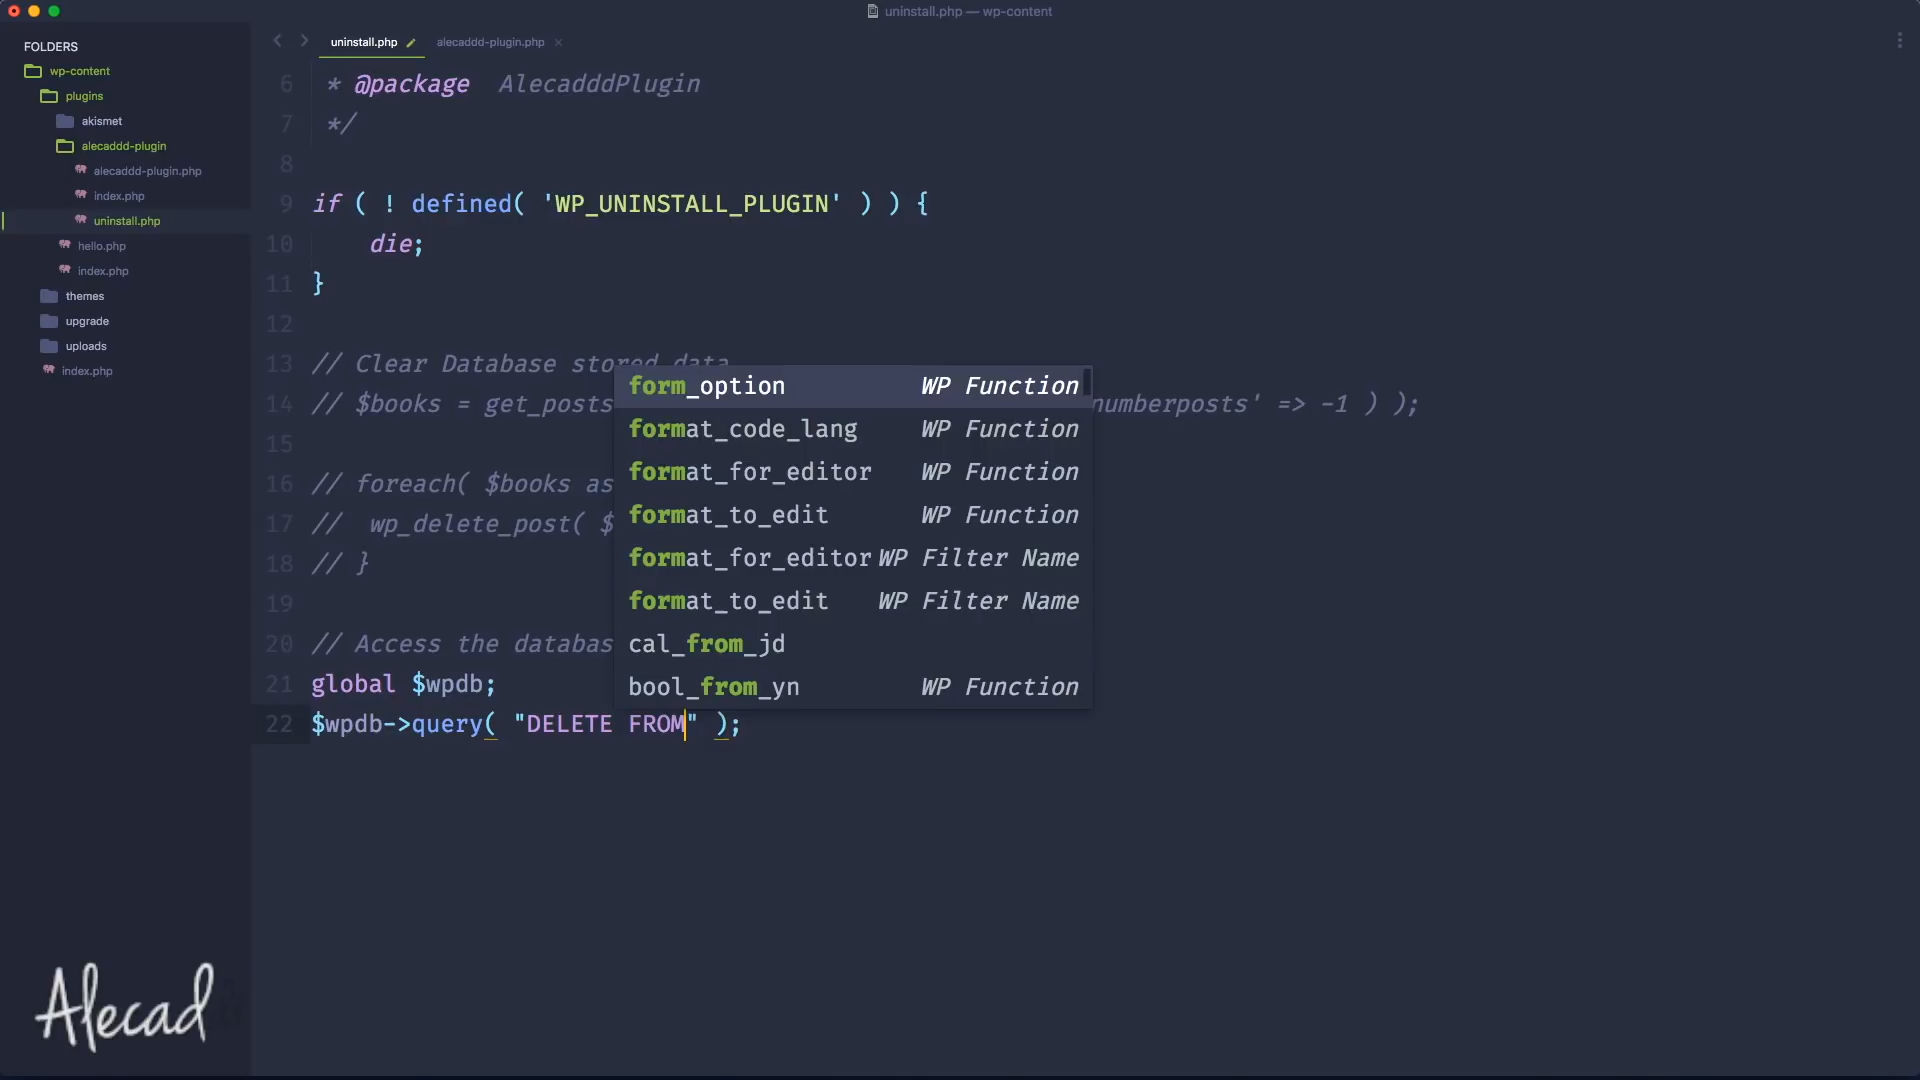 uninstall.php — wp-content
FOLDERS
wp-content
plugins
akismet
alecaddd-plugin
alecaddd-plugin.php
index.php
uninstall.php
hello.php
index.php
themes
upgrade
uploads
index.php
uninstall.php
alecaddd-plugin.php ×
6 * @package AlecadddPlugin
7 */
8
9 if ( ! defined( 'WP_UNINSTALL_PLUGIN' ) ) {
10 die;
11 }
12
13 // Clear Database stored data
14 // $books = get_posts numberposts' => -1 ) );
15
16 // foreach( $books as
17 // wp_delete_post( $
18 // }
19
20 // Access the databas
21 global $wpdb;
22 $wpdb->query( "DELETE FROM" );
form_option WP Function
format_code_lang WP Function
format_for_editor WP Function
format_to_edit WP Function
format_for_editor WP Filter Name
format_to_edit WP Filter Name
cal_from_jd
bool_from_yn WP Function
Alecad